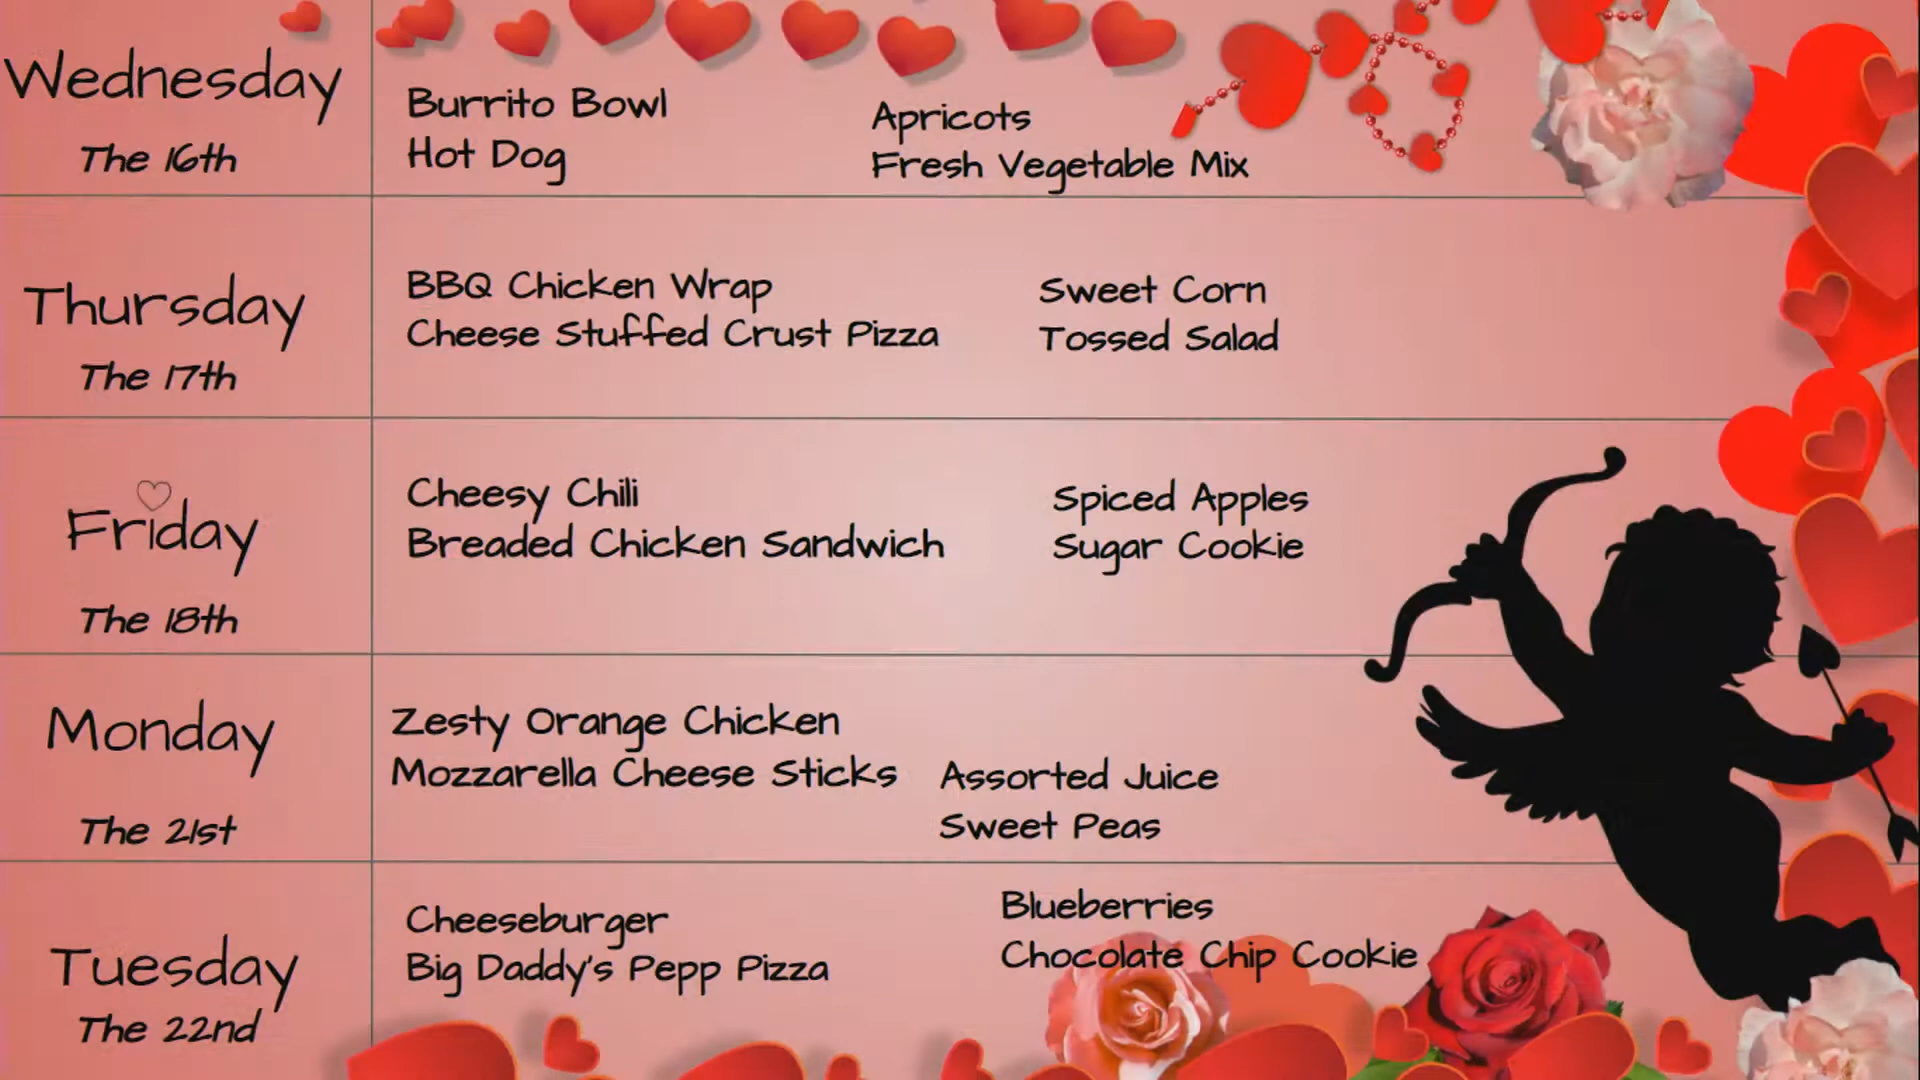 Wednesday
The 16th
Burrito Bowl
Hot Dog
Apricots
Fresh Vegetable Mix
Thursday
The 17th
BBQ Chicken Wrap
Cheese Stuffed Crust Pizza
Sweet Corn
Tossed Salad
Friday
The 18th
Cheesy Chili
Breaded Chicken Sandwich
Spiced Apples
Sugar Cookie
Monday
The 21st
Zesty Orange Chicken
Mozzarella Cheese Sticks
Assorted Juice
Sweet Peas
Tuesday
The 22nd
Cheeseburger
Big Daddy's Pepp Pizza
Blueberries
Chocolate Chip Cookie